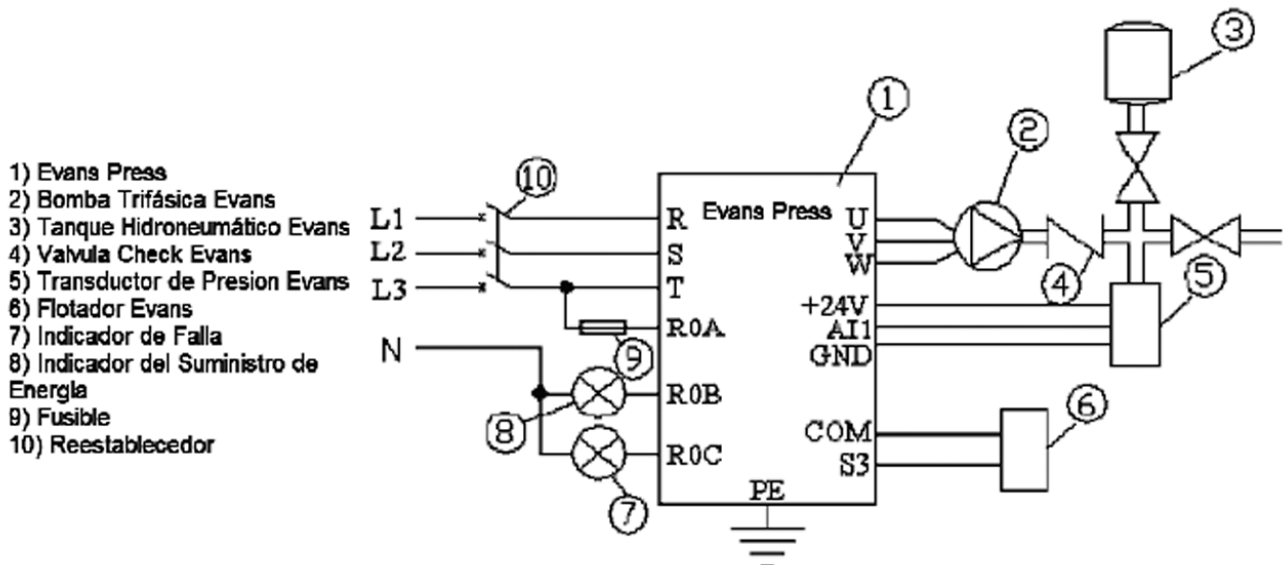 1) Evans Press
2) Bomba Trifásica Evans
3) Tanque Hidroneumático Evans
4) Valvula Check Evans
5) Transductor de Presion Evans
6) Flotador Evans
7) Indicador de Falla
8) Indicador del Suministro de
Energia
9) Fusible
10) Reestablecedor
L1
L2
L3
N
10
9
8
7
R
S
T
R0A
R0B
R0C
Evans Press
PE
U
V
W
+24V
AI1
GND
COM
S3
1
2
3
4
5
6